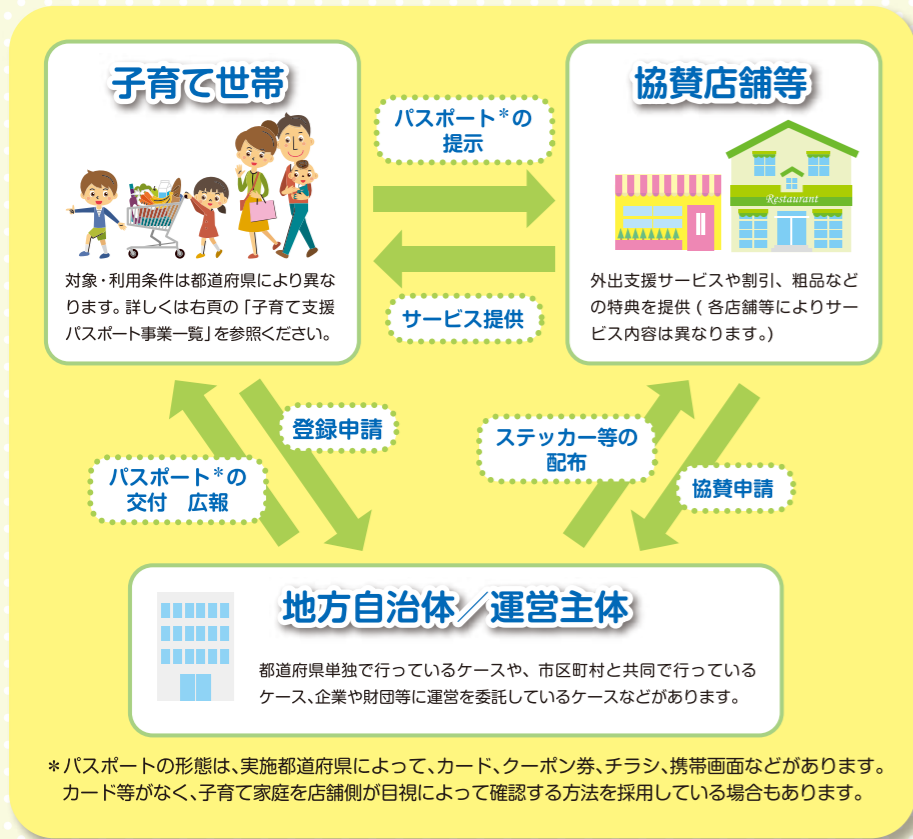 子育て世帯
対象・利用条件は都道府県により異な
ります。詳しくは右頁の「子育て支援
パスポート事業一覧」を参照ください。
パスポート＊の
提示
サービス提供
協賛店舗等
Restaurant
外出支援サービスや割引、粗品など
の特典を提供 ( 各店舗等によりサー
ビス内容は異なります。)
登録申請
パスポート＊の
交付　広報
ステッカー等の
配布
協賛申請
地方自治体／運営主体
都道府県単独で行っているケースや、市区町村と共同で行っている
ケース、企業や財団等に運営を委託しているケースなどがあります。
＊パスポートの形態は、実施都道府県によって、カード、クーポン券、チラシ、携帯画面などがあります。
カード等がなく、子育て家庭を店舗側が目視によって確認する方法を採用している場合もあります。